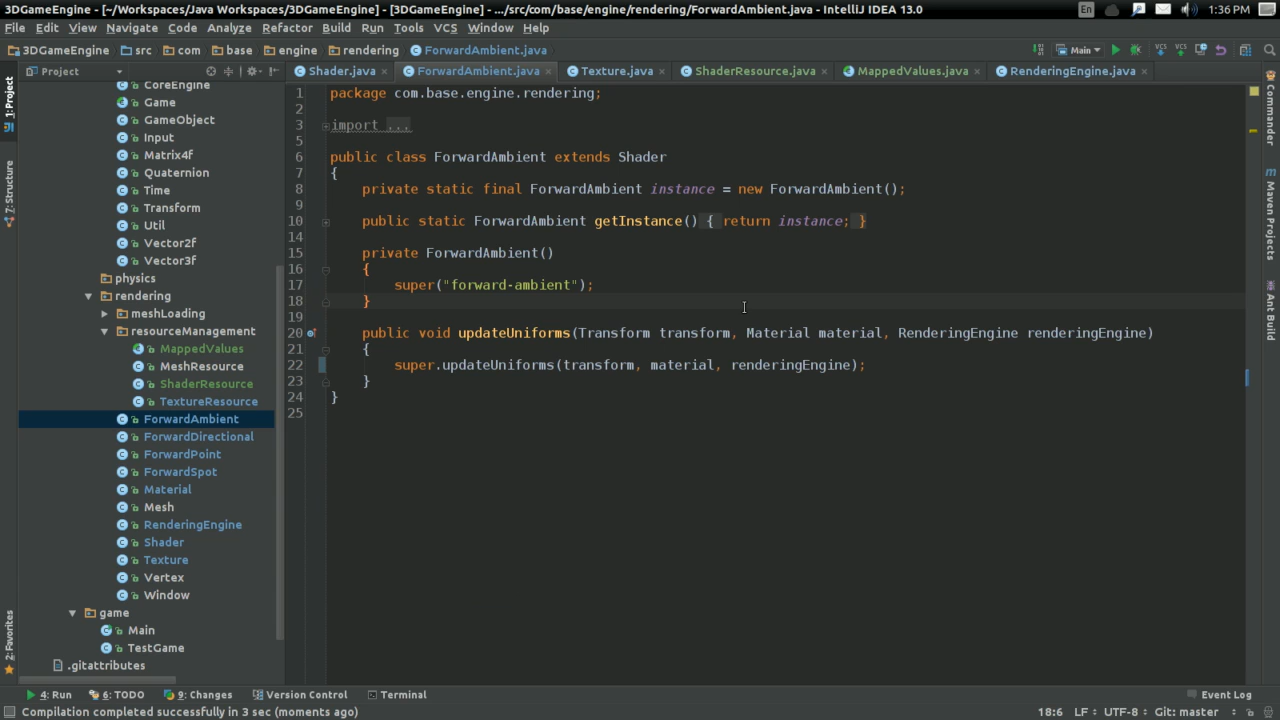 3DGameEngine - [~/Workspaces/Java Workspaces/3DGameEngine] - [3DGameEngine] - .../src/com/base/engine/rendering/ForwardAmbient.java - IntelliJ IDEA 13.0
En
1:36 PM
File Edit View Navigate Code Analyze Refactor Build Run Tools VCS Window Help
3DGameEngine src com base engine rendering ForwardAmbient
Main
VCS VCS
Project
Shader.java ForwardAmbient.java Texture.java ShaderResource.java MappedValues.java RenderingEngine.java
1: Project
7: Structure
2: Favorites
CoreEngine
Game
GameObject
Input
Matrix4f
Quaternion
Time
Transform
Util
Vector2f
Vector3f
physics
rendering
meshLoading
resourceManagement
MappedValues
MeshResource
ShaderResource
TextureResource
ForwardAmbient
ForwardDirectional
ForwardPoint
ForwardSpot
Material
Mesh
RenderingEngine
Shader
Texture
Vertex
Window
game
Main
TestGame
.gitattributes
1 package com.base.engine.rendering;
2
3 import ...
5
6 public class ForwardAmbient extends Shader
7 {
8 private static final ForwardAmbient instance = new ForwardAmbient();
9
10 public static ForwardAmbient getInstance() { return instance; }
14
15 private ForwardAmbient()
16 {
17 super("forward-ambient");
18 }
19
20 public void updateUniforms(Transform transform, Material material, RenderingEngine renderingEngine)
21 {
22 super.updateUniforms(transform, material, renderingEngine);
23 }
24 }
25
Commander
Maven Projects
Ant Build
4: Run 6: TODO 9: Changes Version Control Terminal Event Log
Compilation completed successfully in 3 sec (moments ago) 18:6 LF UTF-8 Git: master